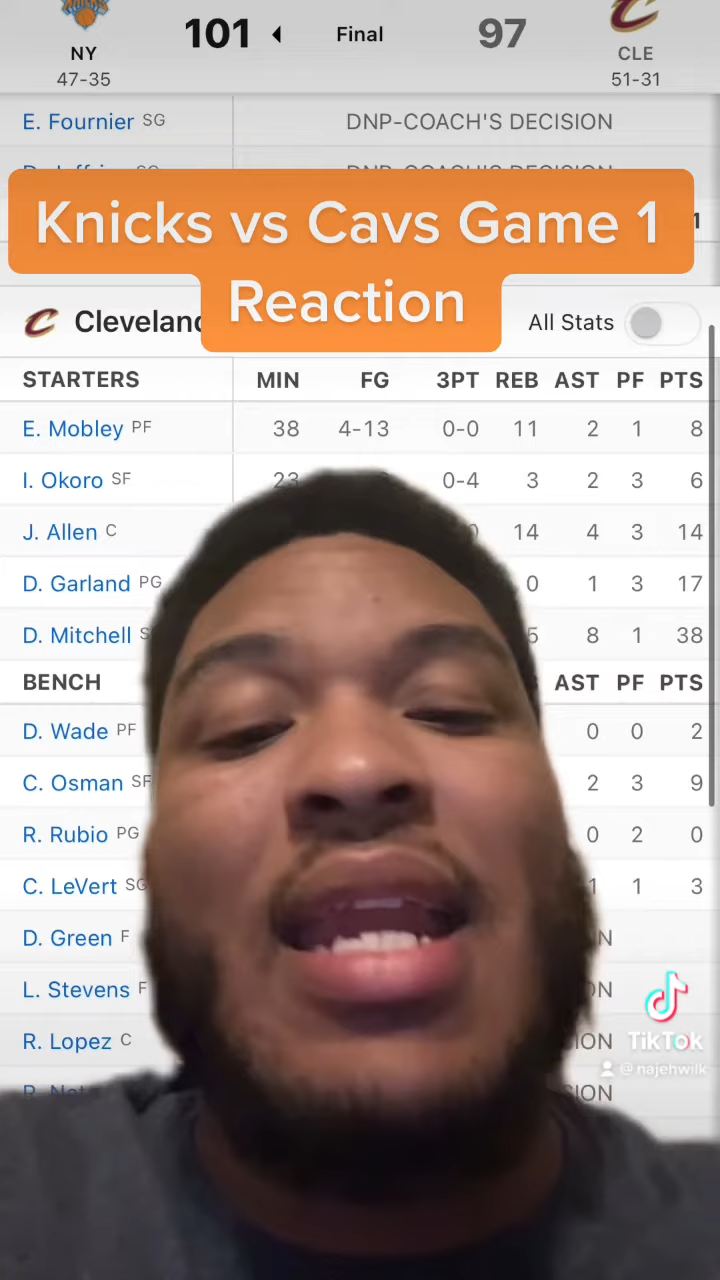 101 Final 97
NY CLE
47-35 51-31
E. Fournier SG DNP-COACH'S DECISION
Knicks vs Cavs Game 1
Reaction
Cleveland All Stats
STARTERS MIN FG 3PT REB AST PF PTS
E. Mobley PF 38 4-13 0-0 11 2 1 8
I. Okoro SF 23 0-4 3 2 3 6
J. Allen C 14 4 3 14
D. Garland PG 0 1 3 17
D. Mitchell 5 8 1 38
BENCH AST PF PTS
D. Wade PF 0 0 2
C. Osman SF 2 3 9
R. Rubio PG 0 2 0
C. LeVert SG 1 1 3
D. Green F
L. Stevens F
R. Lopez C
TikTok
@najehwilk